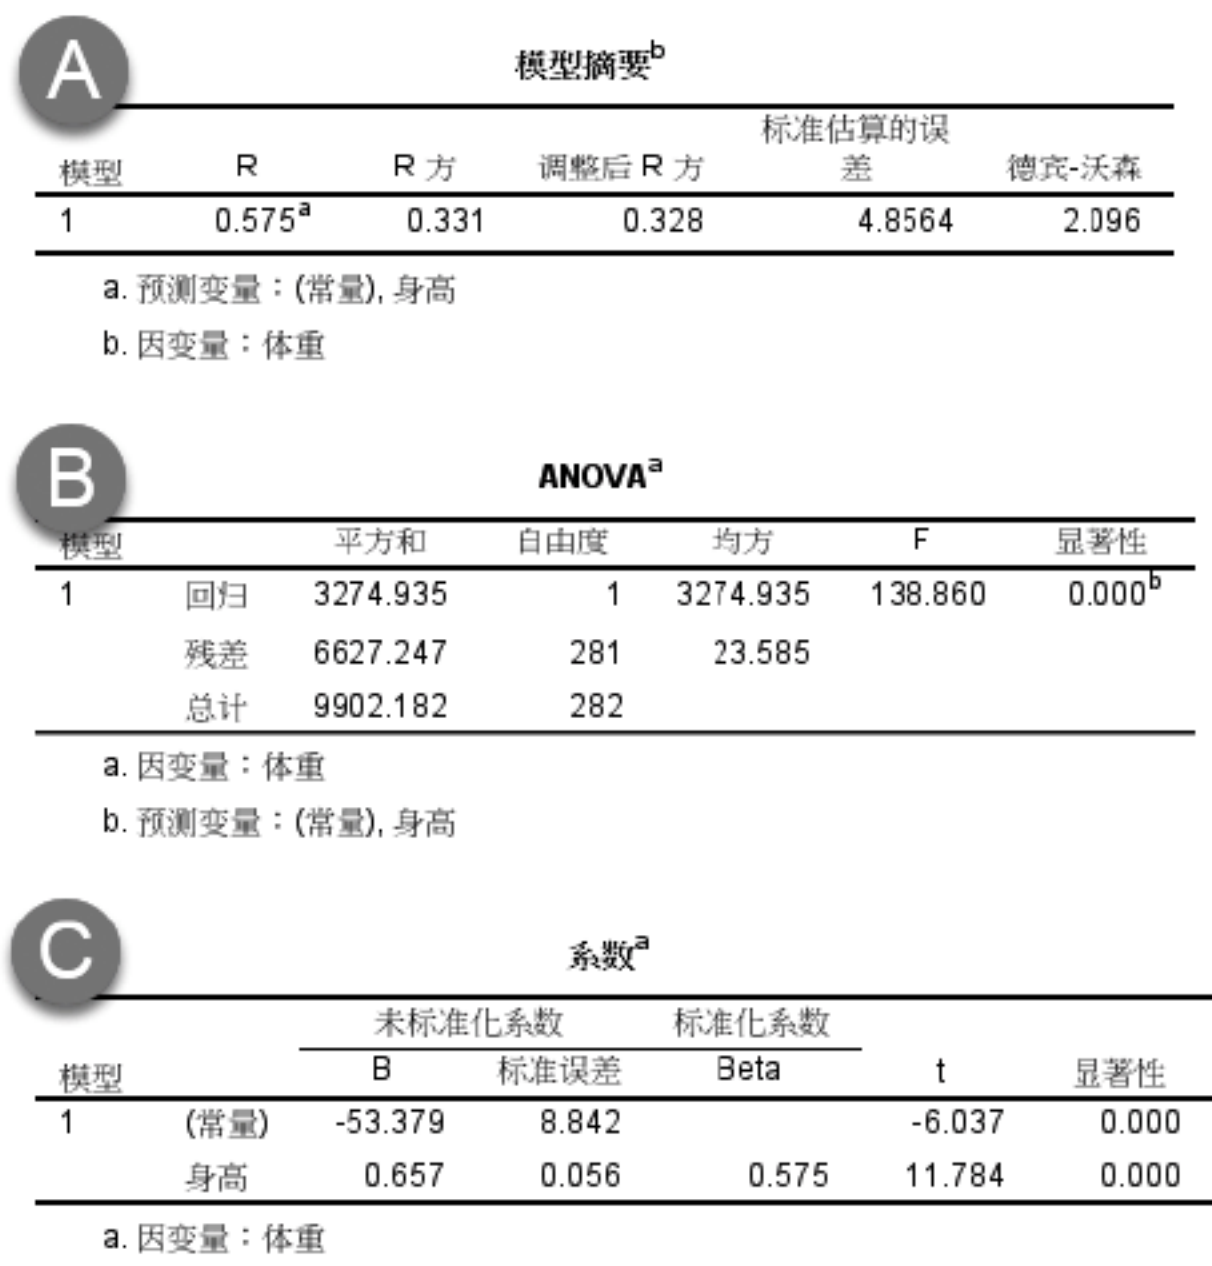 A
模型摘要b
标准估算的误
模型 R R 方 调整后 R 方 差 德宾-沃森
1 0.575a 0.331 0.328 4.8564 2.096
a. 预测变量：(常量), 身高
b. 因变量：体重
B
ANOVAa
模型 平方和 自由度 均方 F 显著性
1 回归 3274.935 1 3274.935 138.860 0.000b
残差 6627.247 281 23.585
总计 9902.182 282
a. 因变量：体重
b. 预测变量：(常量), 身高
C
系数a
未标准化系数 标准化系数
模型 B 标准误差 Beta t 显著性
1 (常量) -53.379 8.842 -6.037 0.000
身高 0.657 0.056 0.575 11.784 0.000
a. 因变量：体重